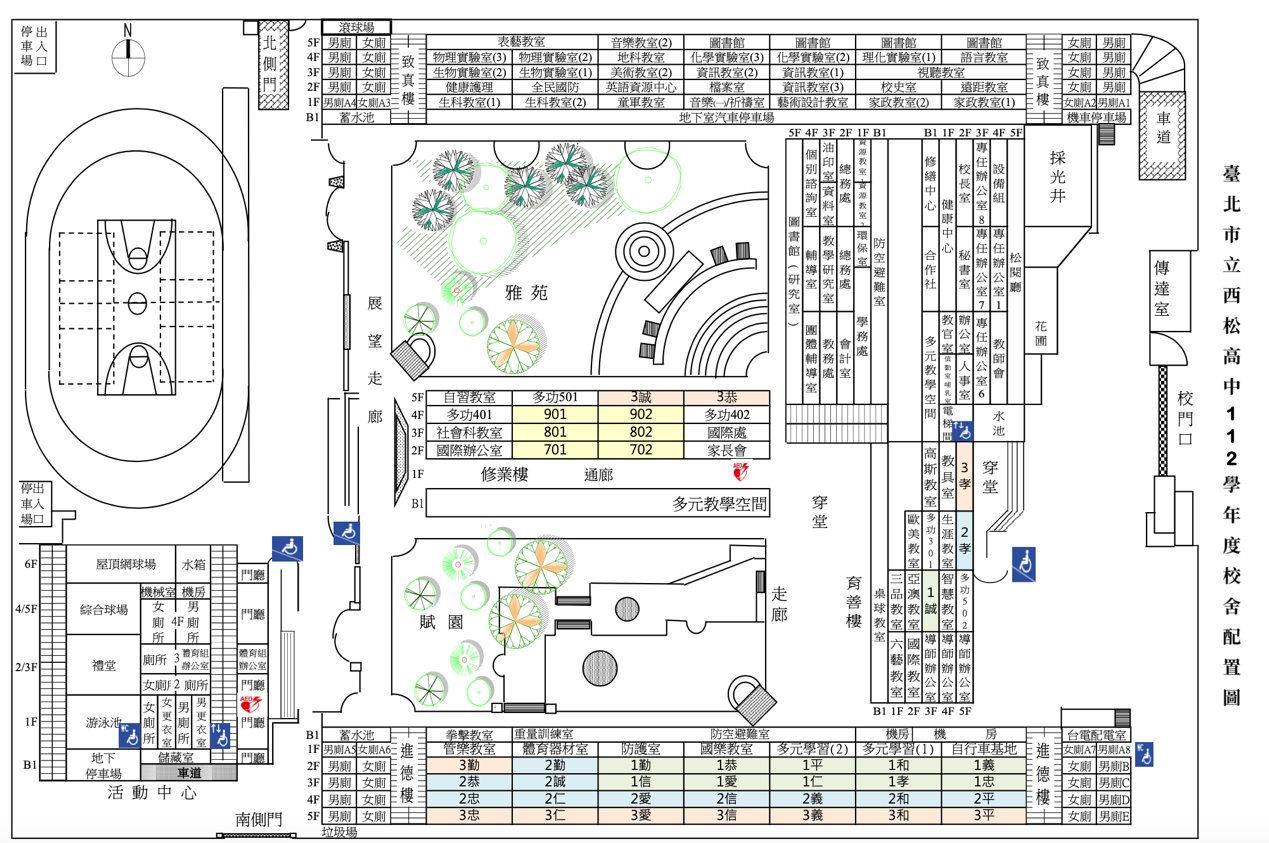 臺北市立西松高中112學年度校舍配置圖
停車場 出入口
N
北側門
滾球場
5F 男廁 女廁 表藝教室 音樂教室(2) 圖書館 圖書館 圖書館 圖書館 女廁 男廁
4F 男廁 女廁 物理實驗室(3) 物理實驗室(2) 地科教室 化學實驗室(3) 化學實驗室(2) 理化實驗室(1) 語言教室 女廁 男廁
3F 男廁 女廁 生物實驗室(2) 生物實驗室(1) 美術教室(2) 資訊教室(2) 資訊教室(1) 視聽教室 女廁 男廁
2F 男廁 女廁 健康護理 全民國防 英語資源中心 檔案室 資訊教室(3) 校史室 遠距教室 女廁 男廁
1F 男廁A4 女廁A3 生科教室(1) 生科教室(2) 童軍教室 音樂㈠/祈禱室 藝術設計教室 家政教室(2) 家政教室(1) 女廁A2 男廁A1
B1 蓄水池 地下室汽車停車場 機車停車場
致真樓
致真樓
車道
5F 4F 3F 2F 1F B1
B1 1F 2F 3F 4F 5F
圖書館(研究室)
個別諮詢室
輔導室
團體輔導室
油印室
資料室
教學研究室
教務處
總務處
總務處
會計室
資源教室
環保室
學務處
防空避難室
修繕中心
合作社
多元教學空間
健康中心
教官室
值勤室
哺乳室
電梯間
校長室
秘書室
辦公室
人事室
專任辦公室8
專任辦公室7
專任辦公室6
設備組
專任辦公室1
教師會
松閱廳
水池
採光井
花圃
傳達室
校門口
雅苑
展望走廊
5F 自習教室 多功501 3誠 3恭
4F 多功401 901 902 多功402
3F 社會科教室 801 802 國際處
2F 國際辦公室 701 702 家長會
1F 修業樓 通廊 AED
B1 多元教學空間
穿堂
穿堂
高斯教室
教具室
3孝
歐美教室
多功301
生涯教室
2孝
三品教室
亞澳教室
1誠
智慧教室
多功502
六藝教室
國際教室
導師辦公室
導師辦公室
導師辦公室
桌球教室
育善樓
B1 1F 2F 3F 4F 5F
走廊
賦園
停車場 出入口
6F 屋頂網球場 水箱 門廳
4/5F 綜合球場 機械室 機房 女廁所 4F 男廁所 門廳
2/3F 禮堂 廁所 3 體育組辦公室 體育組辦公室
女廁 2 廁所 門廳
AED
1F 游泳池 女廁所 女更衣室 男廁所 男更衣室 門廳
B1 地下停車場 儲藏室 門廳
車道
活動中心
南側門
B1 蓄水池 拳擊教室 重量訓練室 防空避難室 機房 機房 台電配電室
1F 男廁A5 女廁A6 管樂教室 體育器材室 防護室 國樂教室 多元學習(2) 多元學習(1) 自行車基地 女廁A7 男廁A8
2F 男廁 女廁 3勤 2勤 1勤 1恭 1平 1和 1義 女廁 男廁B
3F 男廁 女廁 2恭 2誠 1信 1愛 1仁 1孝 1忠 女廁 男廁C
4F 男廁 女廁 2忠 2仁 2愛 2信 2義 2和 2平 女廁 男廁D
5F 男廁 女廁 3忠 3仁 3愛 3信 3義 3和 3平 女廁 男廁E
進德樓
進德樓
垃圾場